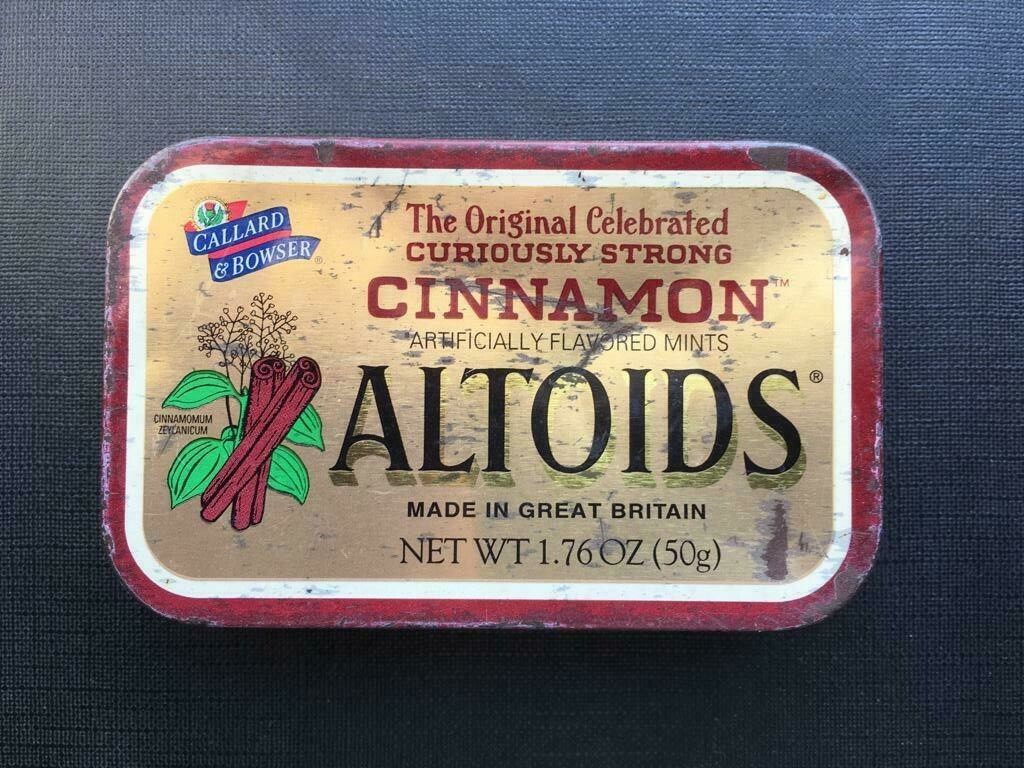 CALLARD
& BOWSER®
The Original Celebrated
CURIOUSLY STRONG
CINNAMON™
ARTIFICIALLY FLAVORED MINTS
ALTOIDS®
CINNAMOMUM
ZEYLANICUM
MADE IN GREAT BRITAIN
NET WT 1.76 OZ (50g)